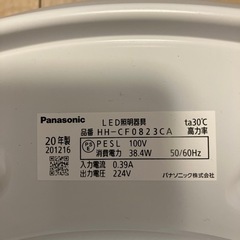 Panasonic
LED照明器具
ta30℃
品番 HH-CF0823CA
高力率
20年製
201216
PSE
PESL 100V
消費電力 38.4W 50/60Hz
入力電流 0.39A
出力電圧 224V
パナソニック株式会社